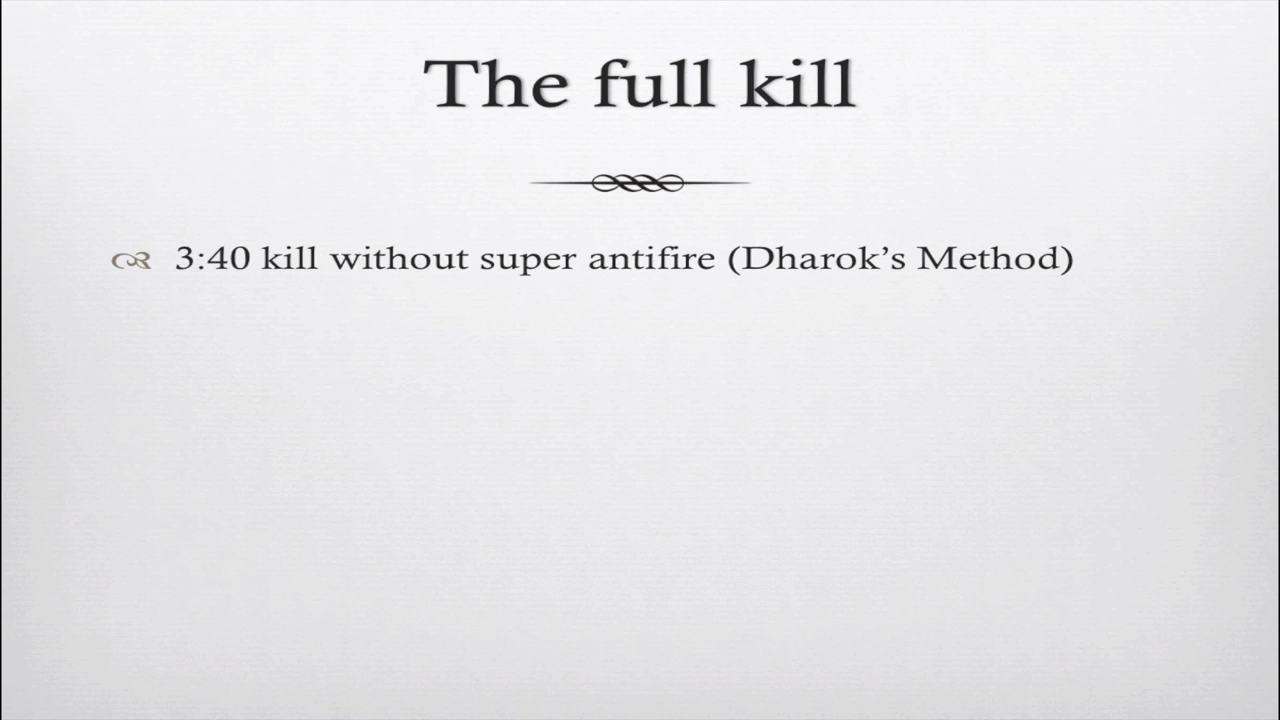 The full kill
3:40 kill without super antifire (Dharok’s Method)